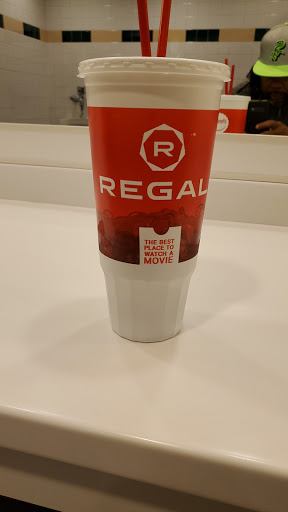 R
REGAL
THE BEST
PLACE TO
WATCH A
MOVIE